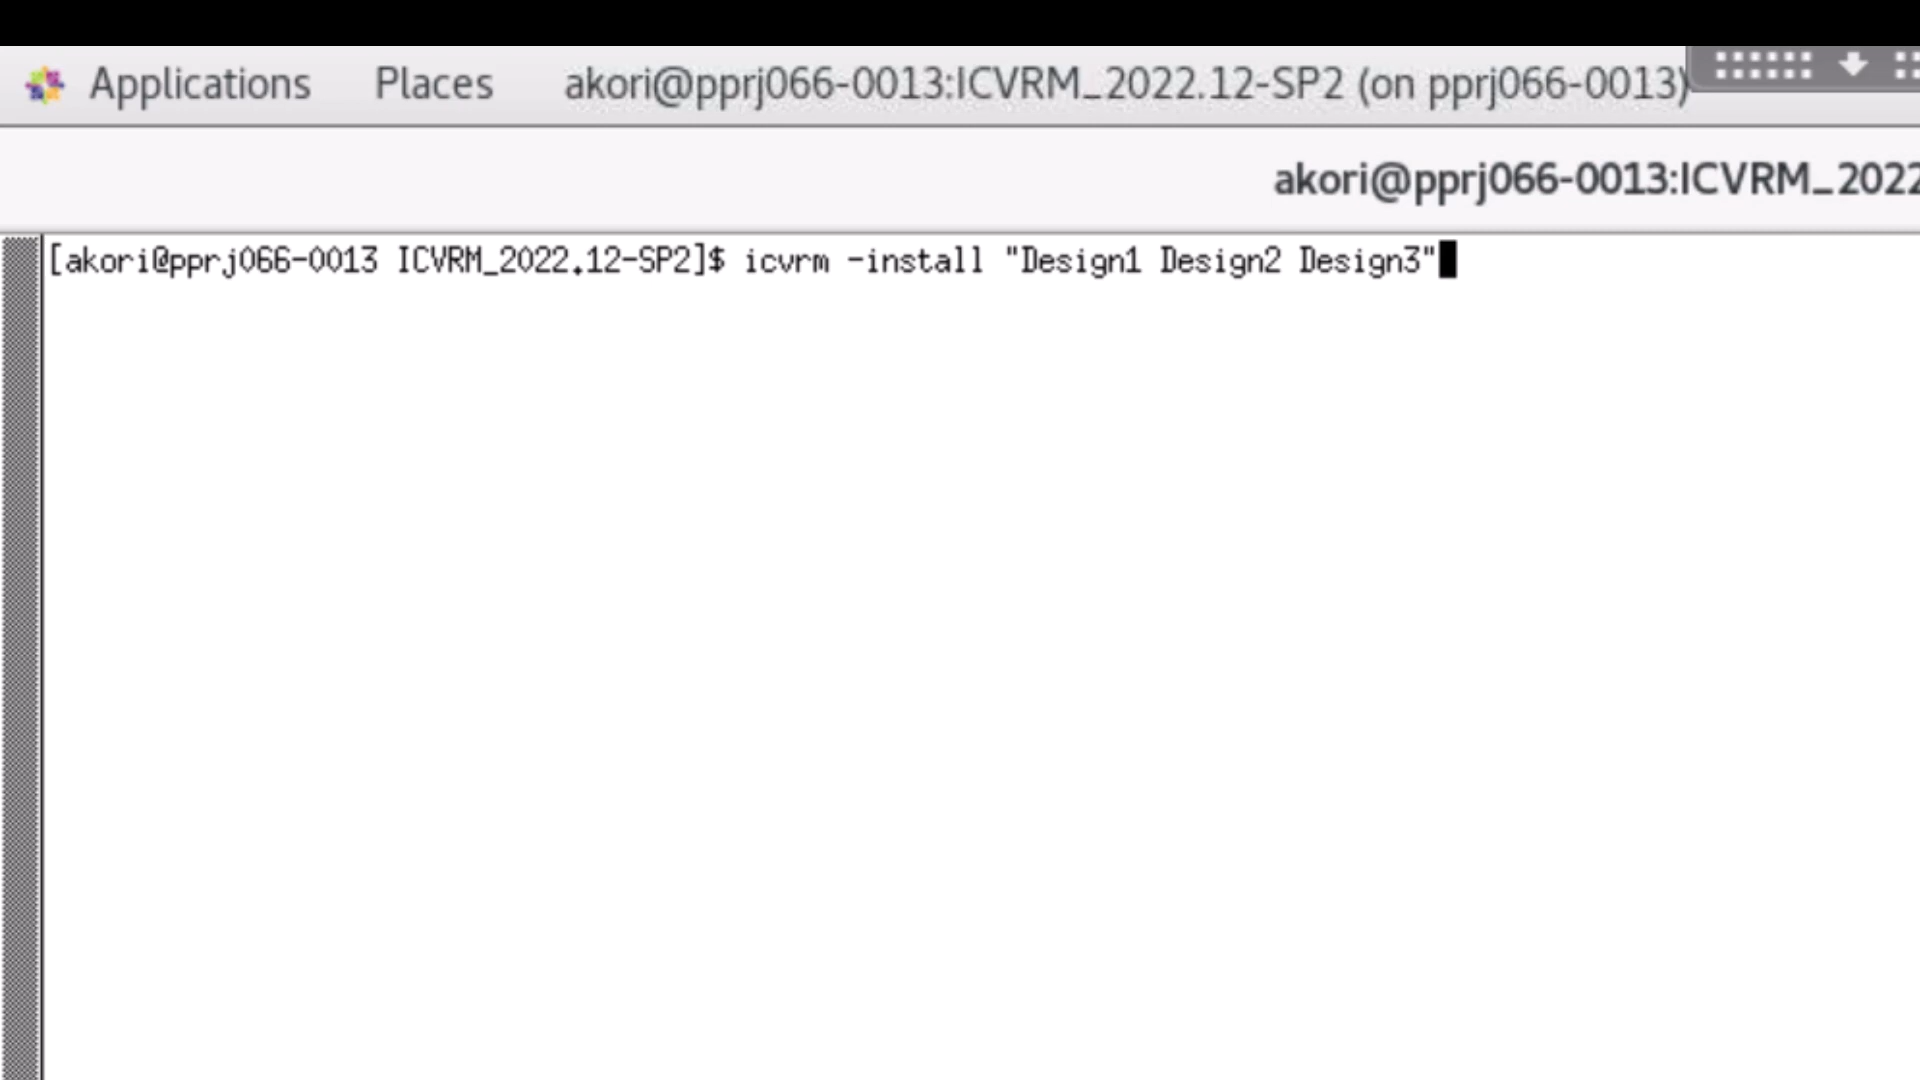 Applications Places akori@pprj066-0013:ICVRM_2022.12-SP2 (on pprj066-0013)
akori@pprj066-0013:ICVRM_2022
[akori@pprj066-0013 ICVRM_2022.12-SP2]$ icvrm -install "Design1 Design2 Design3"